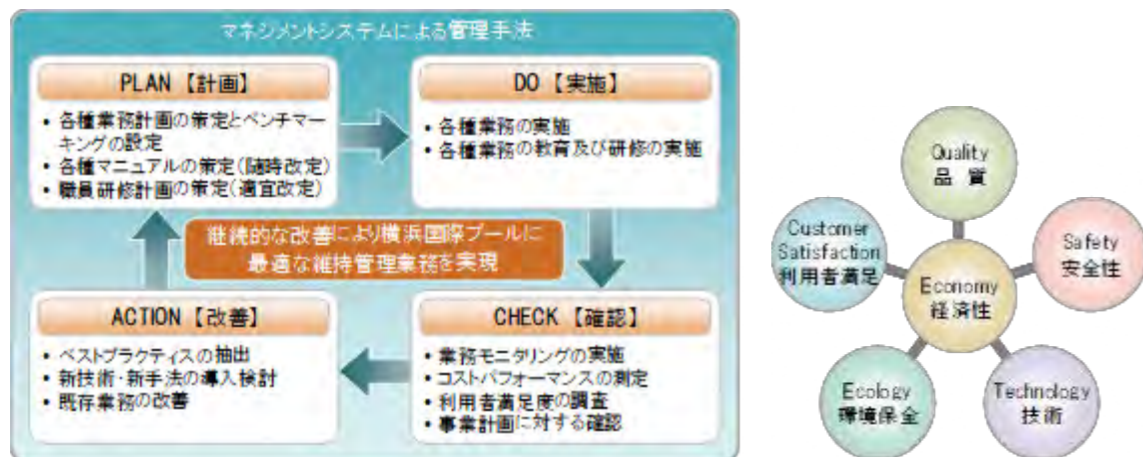 マネジメントシステムによる管理手法
PLAN 【計画】
・各種業務計画の策定とベンチマー
キングの設定
・各種マニュアルの策定(随時改定)
・職員研修計画の策定(適宜改定)
DO 【実施】
・各種業務の実施
・各種業務の教育及び研修の実施
継続的な改善により横浜国際プールに
最適な維持管理業務を実現
ACTION 【改善】
・ベストプラクティスの抽出
・新技術・新手法の導入検討
・既存業務の改善
CHECK 【確認】
・業務モニタリングの実施
・コストパフォーマンスの測定
・利用者満足度の調査
・事業計画に対する確認
Quality
品 質
Customer
Satisfaction
利用者満足
Safety
安全性
Economy
経済性
Ecology
環境保全
Technology
技術